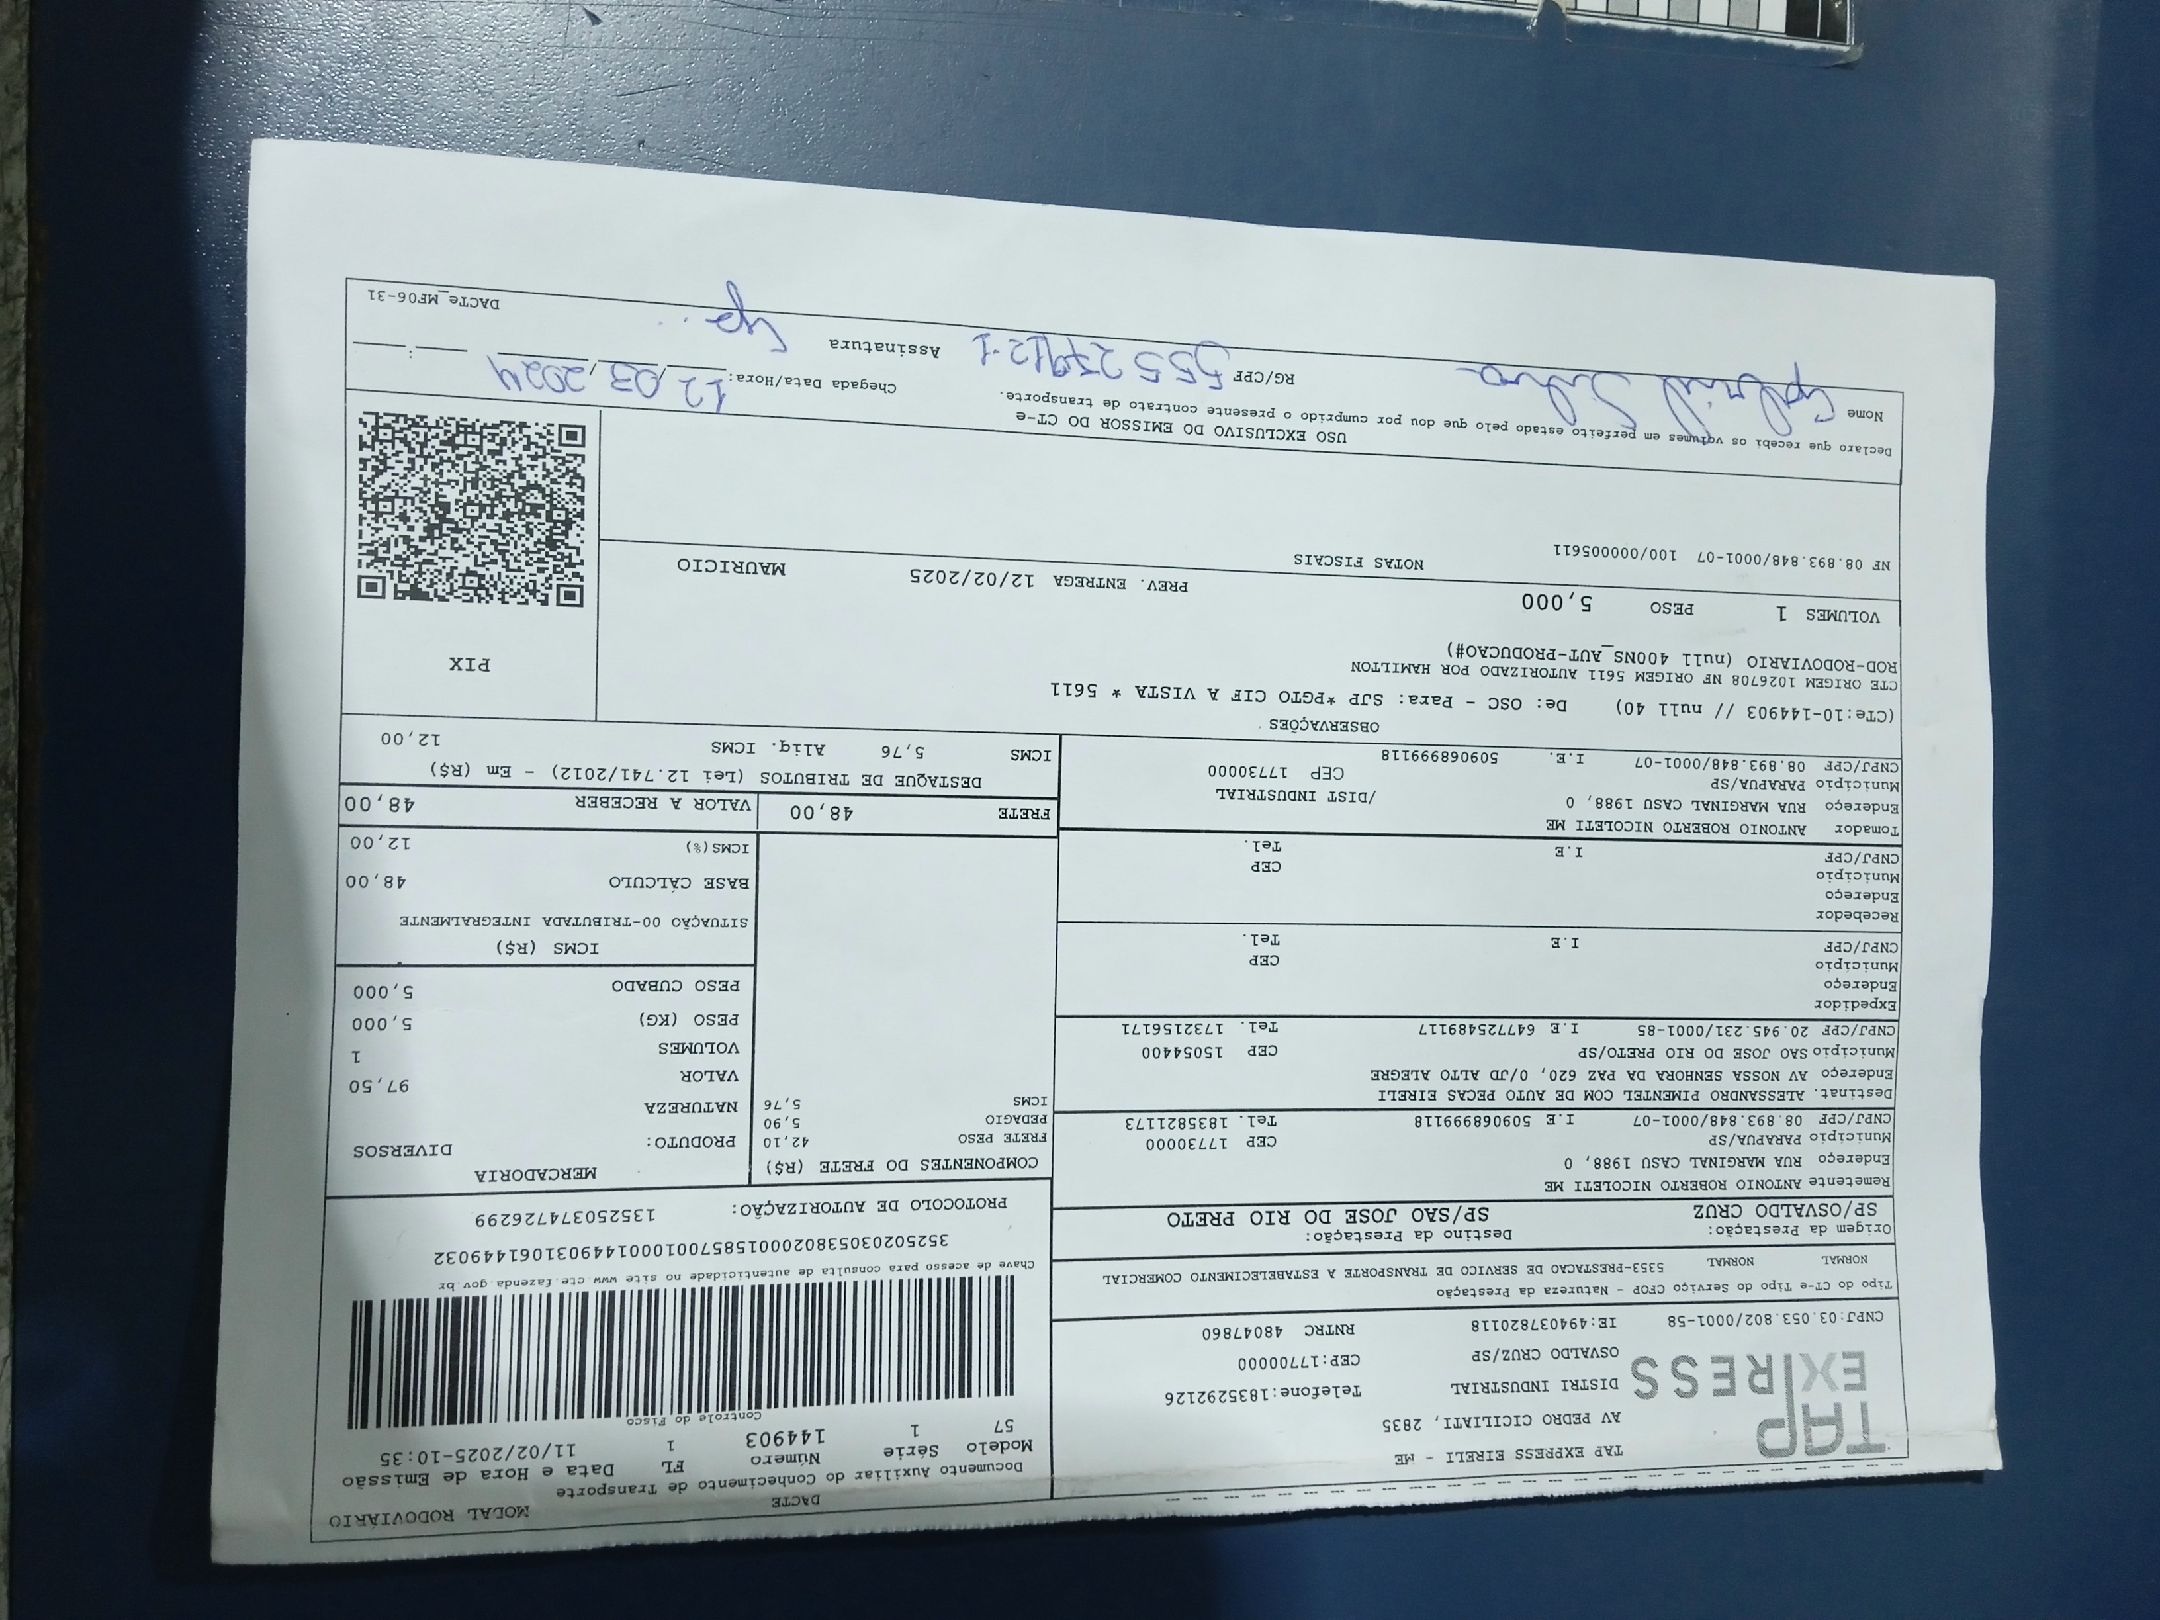 DACTE MODAL RODOVIÁRIO
Documento Auxiliar do Conhecimento de Transporte
Modelo Série Número FL Data e Hora de Emissão
57 1 144903 1 11/02/2025-10:35
Controle do Fisco
TAP EXPRESS
TAP EXPRESS EIRELI - ME
AV PEDRO CICILIATI, 2835
DISTRI INDUSTRIAL Telefone:1835292126
OSVALDO CRUZ/SP CEP:17700000
CNPJ:03.053.802/0001-58 IE:494037820118 RNTRC 48047860
Tipo do CT-e Tipo do Serviço CFOP - Natureza da Prestação
NORMAL NORMAL 5353-PRESTACAO DE SERVICO DE TRANSPORTE A ESTABELECIMENTO COMERCIAL
Chave de acesso para consulta de autenticidade no site www.cte.fazenda.gov.br
35250203053802000158570010001449031061449032
Origem da Prestação: Destino da Prestação:
SP/OSVALDO CRUZ SP/SAO JOSE DO RIO PRETO
PROTOCOLO DE AUTORIZAÇÃO: 135250374726299
Remetente ANTONIO ROBERTO NICOLETI ME
Endereço RUA MARGINAL CASU 1988, 0
Município PARAPUA/SP CEP 17730000
CNPJ/CPF 08.893.848/0001-07 I.E 509068999118 Tel. 1835821173
Destinat. ALESSANDRO PIMENTEL COM DE AUTO PECAS EIRELI
Endereço AV NOSSA SENHORA DA PAZ 620, 0/JD ALTO ALEGRE
Município SAO JOSE DO RIO PRETO/SP CEP 15054400
CNPJ/CPF 20.945.231/0001-85 I.E 647725489117 Tel. 1732156171
Expedidor
Endereço
Município CEP
CNPJ/CPF I.E Tel.
Recebedor
Endereço
Município CEP
CNPJ/CPF I.E Tel.
Tomador ANTONIO ROBERTO NICOLETI ME
Endereço RUA MARGINAL CASU 1988, 0 /DIST INDUSTRIAL
Município PARAPUA/SP CEP 17730000
CNPJ/CPF 08.893.848/0001-07 I.E. 509068999118
COMPONENTES DO FRETE (R$)
FRETE PESO 42,10
PEDAGIO 5,90
ICMS 5,76
MERCADORIA
PRODUTO: DIVERSOS
NATUREZA
VALOR 97,50
VOLUMES 1
PESO (KG) 5,000
PESO CUBADO 5,000
ICMS (R$)
SITUAÇÃO 00-TRIBUTADA INTEGRALMENTE
BASE CÁLCULO 48,00
ICMS(%) 12,00
FRETE 48,00 VALOR A RECEBER 48,00
DESTAQUE DE TRIBUTOS (Lei 12.741/2012) - Em (R$)
ICMS 5,76 Aliq. ICMS 12,00
OBSERVAÇÕES
(CTe:10-144903 // null 40) De: OSC - Para: SJP *PGTO CIF A VISTA * 5611
CTE ORIGEM 1026708 NF ORIGEM 5611 AUTORIZADO POR HAMILTON
ROD-RODOVIARIO (null 400NS_AUT-PRODUCAO#)
PIX
VOLUMES 1 PESO 5,000 PREV. ENTREGA 12/02/2025 MAURICIO
NOTAS FISCAIS
NF 08.893.848/0001-07 100/000005611
USO EXCLUSIVO DO EMISSOR DO CT-e
Declaro que recebi os volumes em perfeito estado pelo que dou por cumprido o presente contrato de transporte.
Nome Gabriel Silva RG/CPF Assinatura
Chegada Data/Hora: 12/03/2024
DACTe_MF06-31